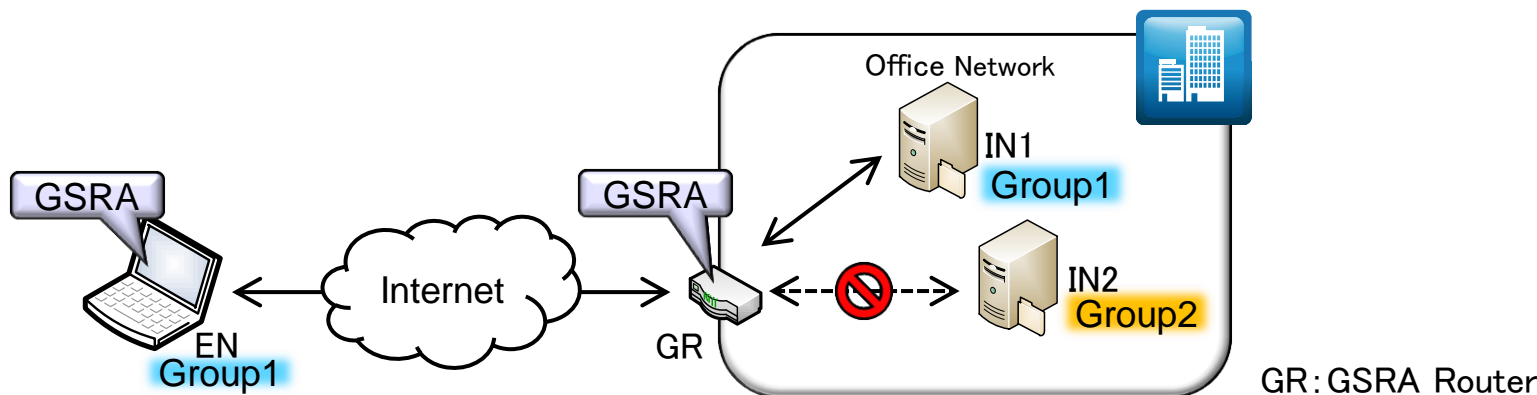 Office Network
IN1
Group1
GSRA
GSRA
Internet
IN2
Group2
EN
Group1
GR
GR:GSRA Router